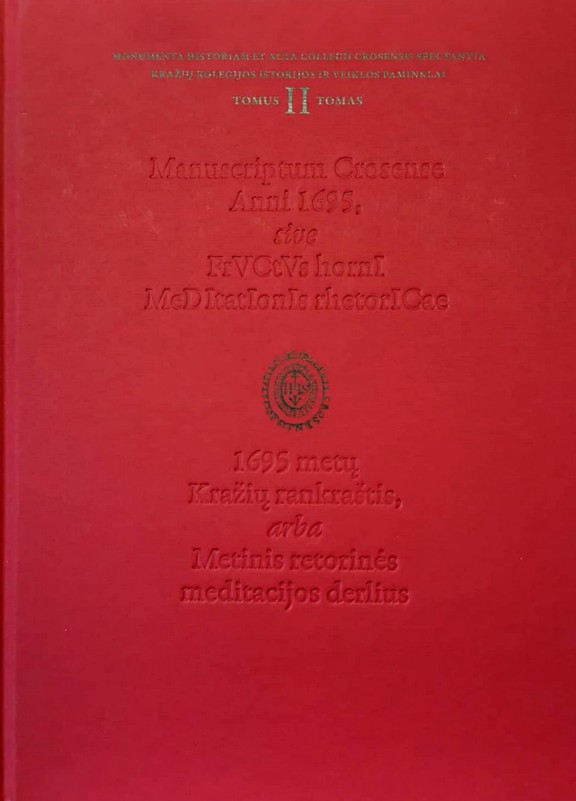 MONUMENTA HISTORIAM ET ACTA COLLEGII CROSENSIS SPECTANTIA
KRAŽIŲ KOLEGIJOS ISTORIJOS IR VEIKLOS PAMINKLAI
TOMUS II TOMAS
Manuscriptum Crosense
Anni 1695,
sive
FrVCtVs hornI
MeDItatIonIs rhetorICae
IHS
1695 metų
Kražių rankraštis,
arba
Metinis retorinės
meditacijos derlius